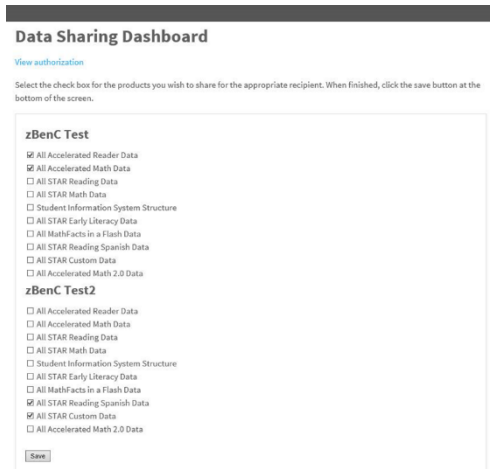 Data Sharing Dashboard
View authorization
Select the check box for the products you wish to share for the appropriate recipient. When finished, click the save button at the
bottom of the screen.
zBenC Test
All Accelerated Reader Data
All Accelerated Math Data
All STAR Reading Data
All STAR Math Data
Student Information System Structure
All STAR Early Literacy Data
All MathFacts in a Flash Data
All STAR Reading Spanish Data
All STAR Custom Data
All Accelerated Math 2.0 Data
zBenC Test2
All Accelerated Reader Data
All Accelerated Math Data
All STAR Reading Data
All STAR Math Data
Student Information System Structure
All STAR Early Literacy Data
All MathFacts in a Flash Data
All STAR Reading Spanish Data
All STAR Custom Data
All Accelerated Math 2.0 Data
Save